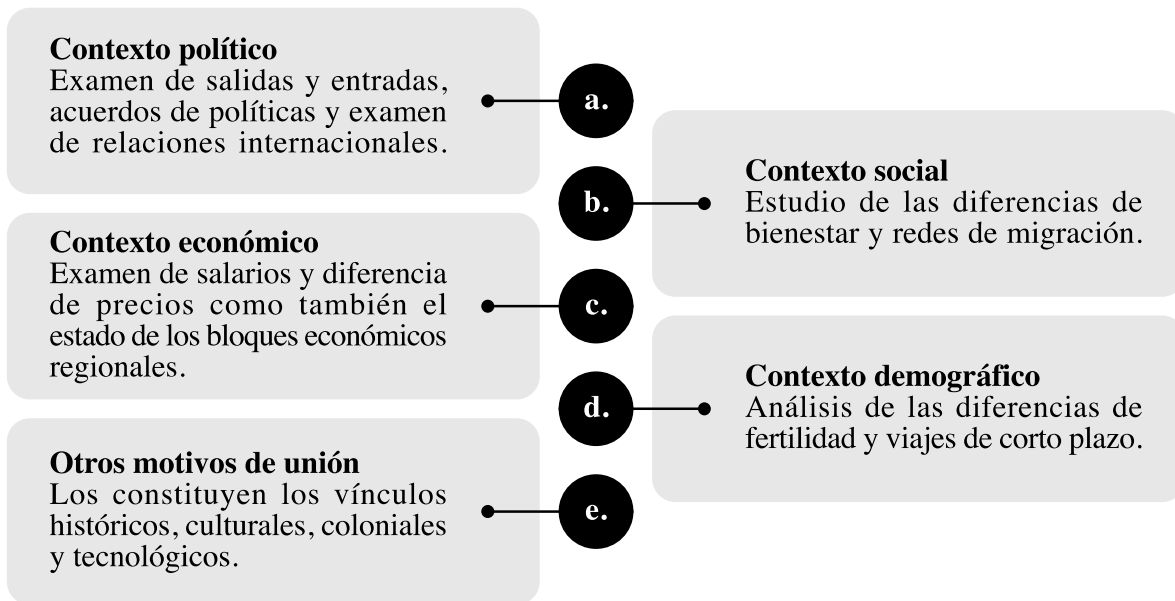 Contexto político
Examen de salidas y entradas,
acuerdos de políticas y examen
de relaciones internacionales.
a.
b.
Contexto social
Estudio de las diferencias de
bienestar y redes de migración.
Contexto económico
Examen de salarios y diferencia
de precios como también el
estado de los bloques económicos
regionales.
c.
d.
Contexto demográfico
Análisis de las diferencias de
fertilidad y viajes de corto plazo.
Otros motivos de unión
Los constituyen los vínculos
históricos, culturales, coloniales
y tecnológicos.
e.